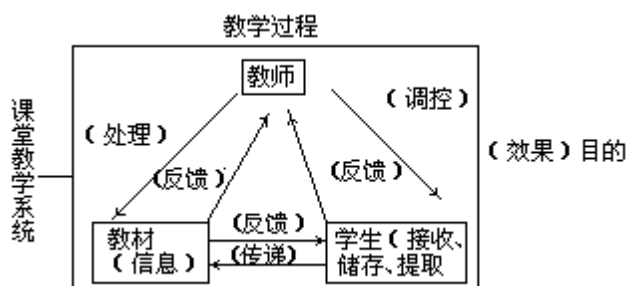 教学过程
教师
课堂教学系统
（处理）
（调控）
（反馈）
（反馈）
（效果）目的
教材
（信息）
（反馈）
（传递）
学生（接收、
储存、提取